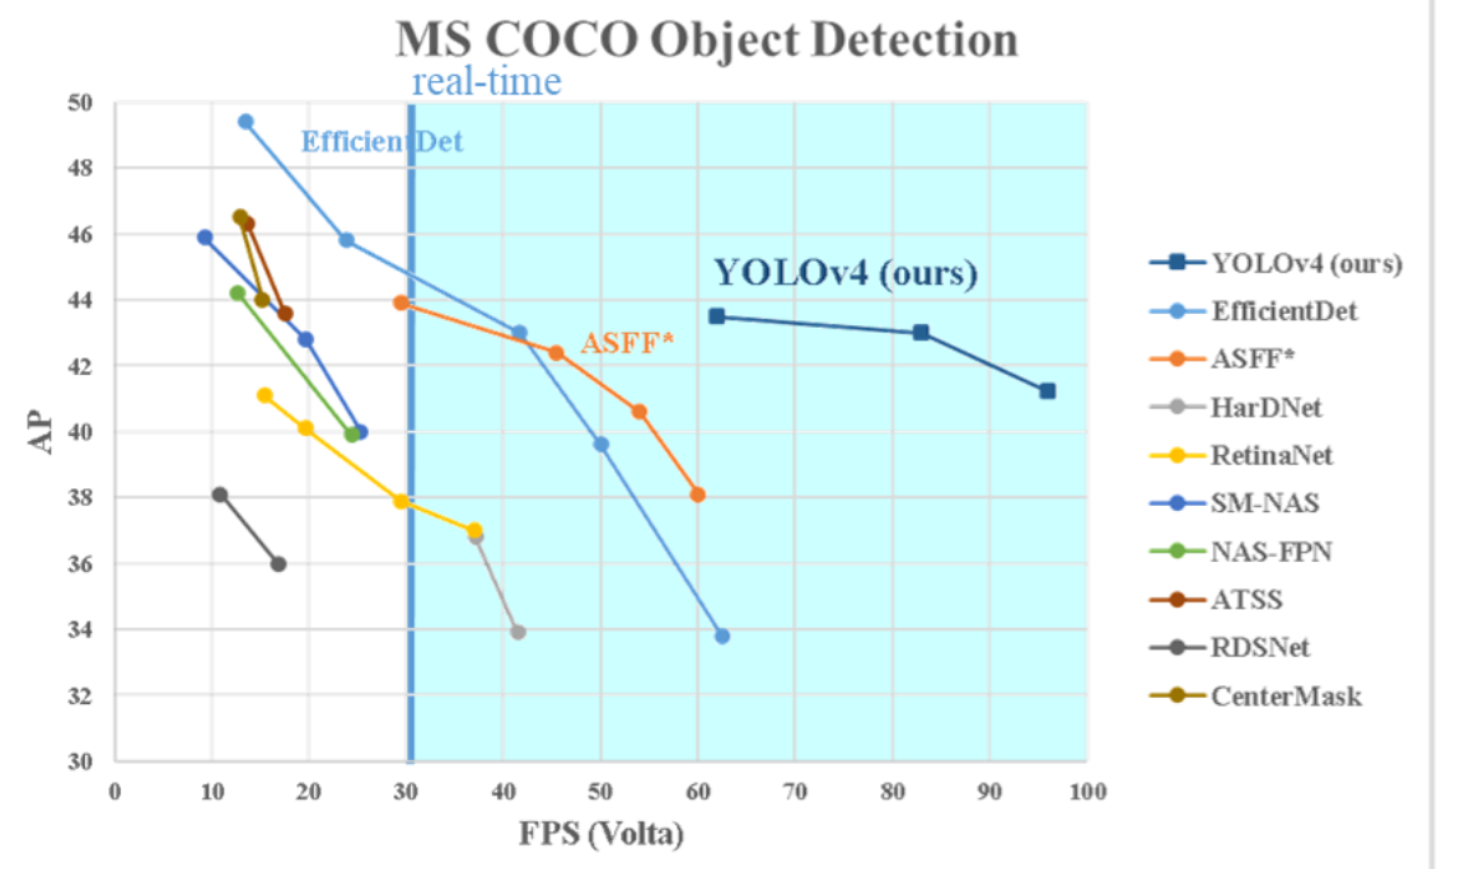 MS COCO Object Detection
real-time
EfficientDet
YOLOv4 (ours)
ASFF*
50
48
46
44
42
40
38
36
34
32
30
AP
0 10 20 30 40 50 60 70 80 90 100
FPS (Volta)
YOLOv4 (ours)
EfficientDet
ASFF*
HarDNet
RetinaNet
SM-NAS
NAS-FPN
ATSS
RDSNet
CenterMask